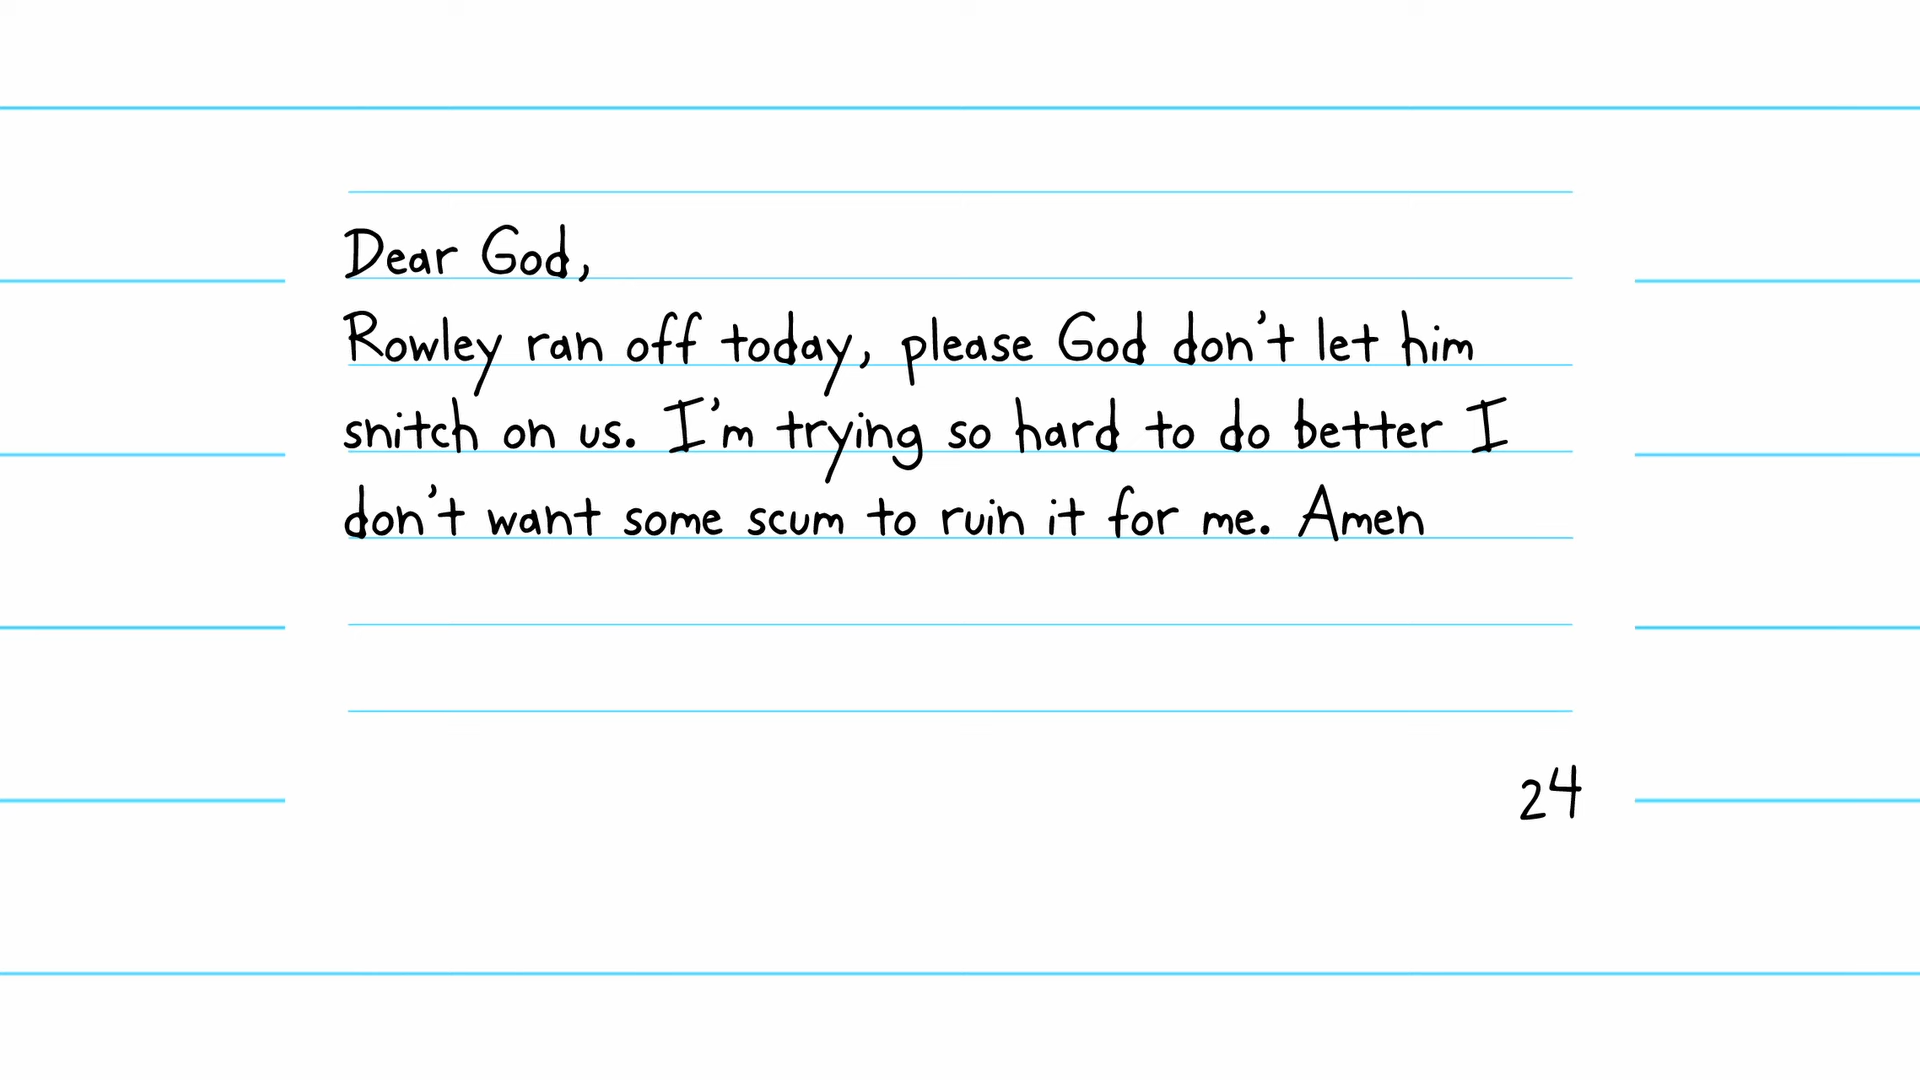 Dear God,
Rowley ran off today, please God don't let him
snitch on us. I'm trying so hard to do better I
don't want some scum to ruin it for me. Amen
24